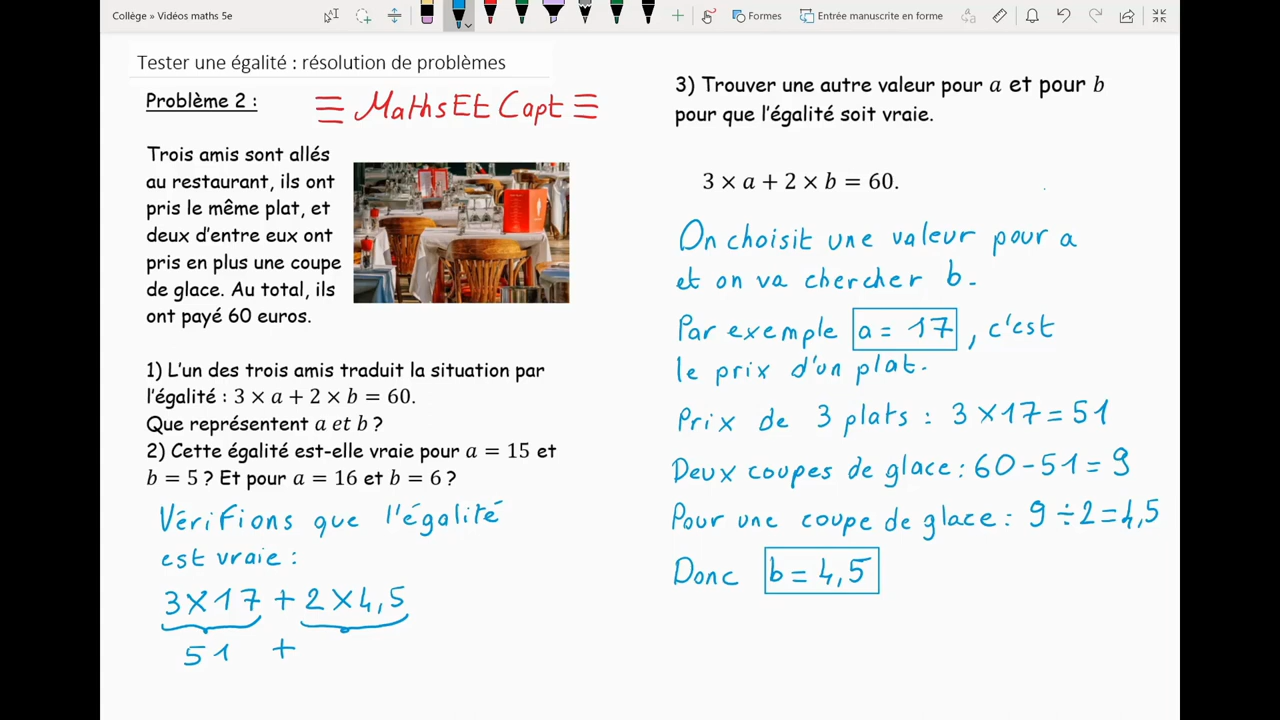 Collège » Vidéos maths 5e
Formes
Entrée manuscrite en forme
Tester une égalité : résolution de problèmes
Problème 2 :
≡ MathsEtCapt ≡
Trois amis sont allés
au restaurant, ils ont
pris le même plat, et
deux d'entre eux ont
pris en plus une coupe
de glace. Au total, ils
ont payé 60 euros.
1) L'un des trois amis traduit la situation par
l'égalité : 3 × a + 2 × b = 60.
Que représentent a et b ?
2) Cette égalité est-elle vraie pour a = 15 et
b = 5 ? Et pour a = 16 et b = 6 ?
Vérifions que l'égalité
est vraie :
3 × 17 + 2 × 4,5
51 +
3) Trouver une autre valeur pour a et pour b
pour que l'égalité soit vraie.
3 × a + 2 × b = 60.
On choisit une valeur pour a
et on va chercher b.
Par exemple a = 17, c'est
le prix d'un plat.
Prix de 3 plats : 3 × 17 = 51
Deux coupes de glace : 60 - 51 = 9
Pour une coupe de glace : 9 ÷ 2 = 4,5
Donc b = 4,5